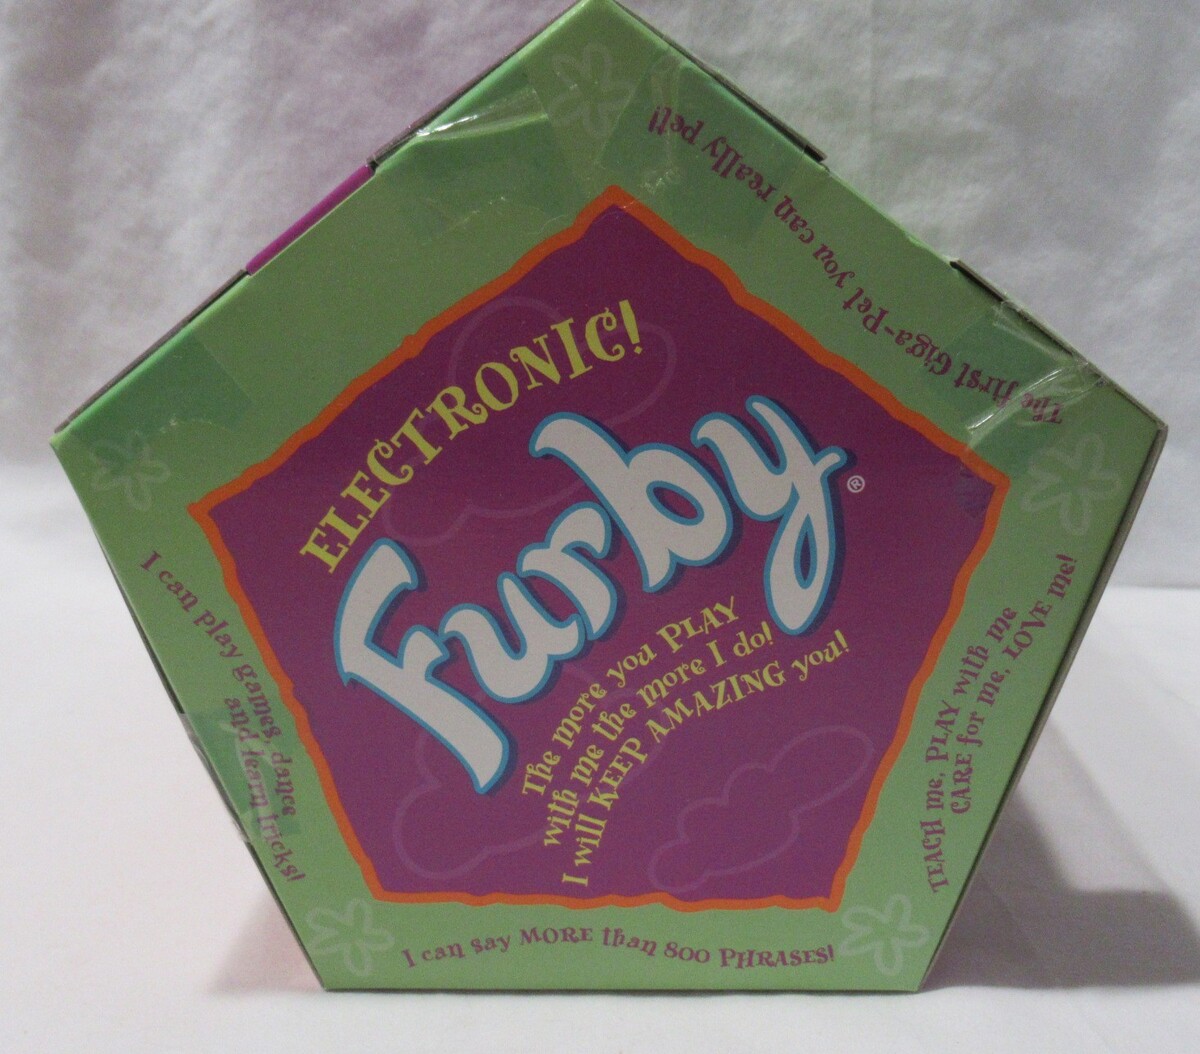 The first Giga-Pet you can really pet!
ELECTRONIC!
Furby®
The more you PLAY
with me the more I do!
I will KEEP AMAZING you!
I can play games, dance
and learn tricks!
TEACH me, PLAY with me
CARE for me, LOVE me!
I can say MORE than 800 PHRASES!